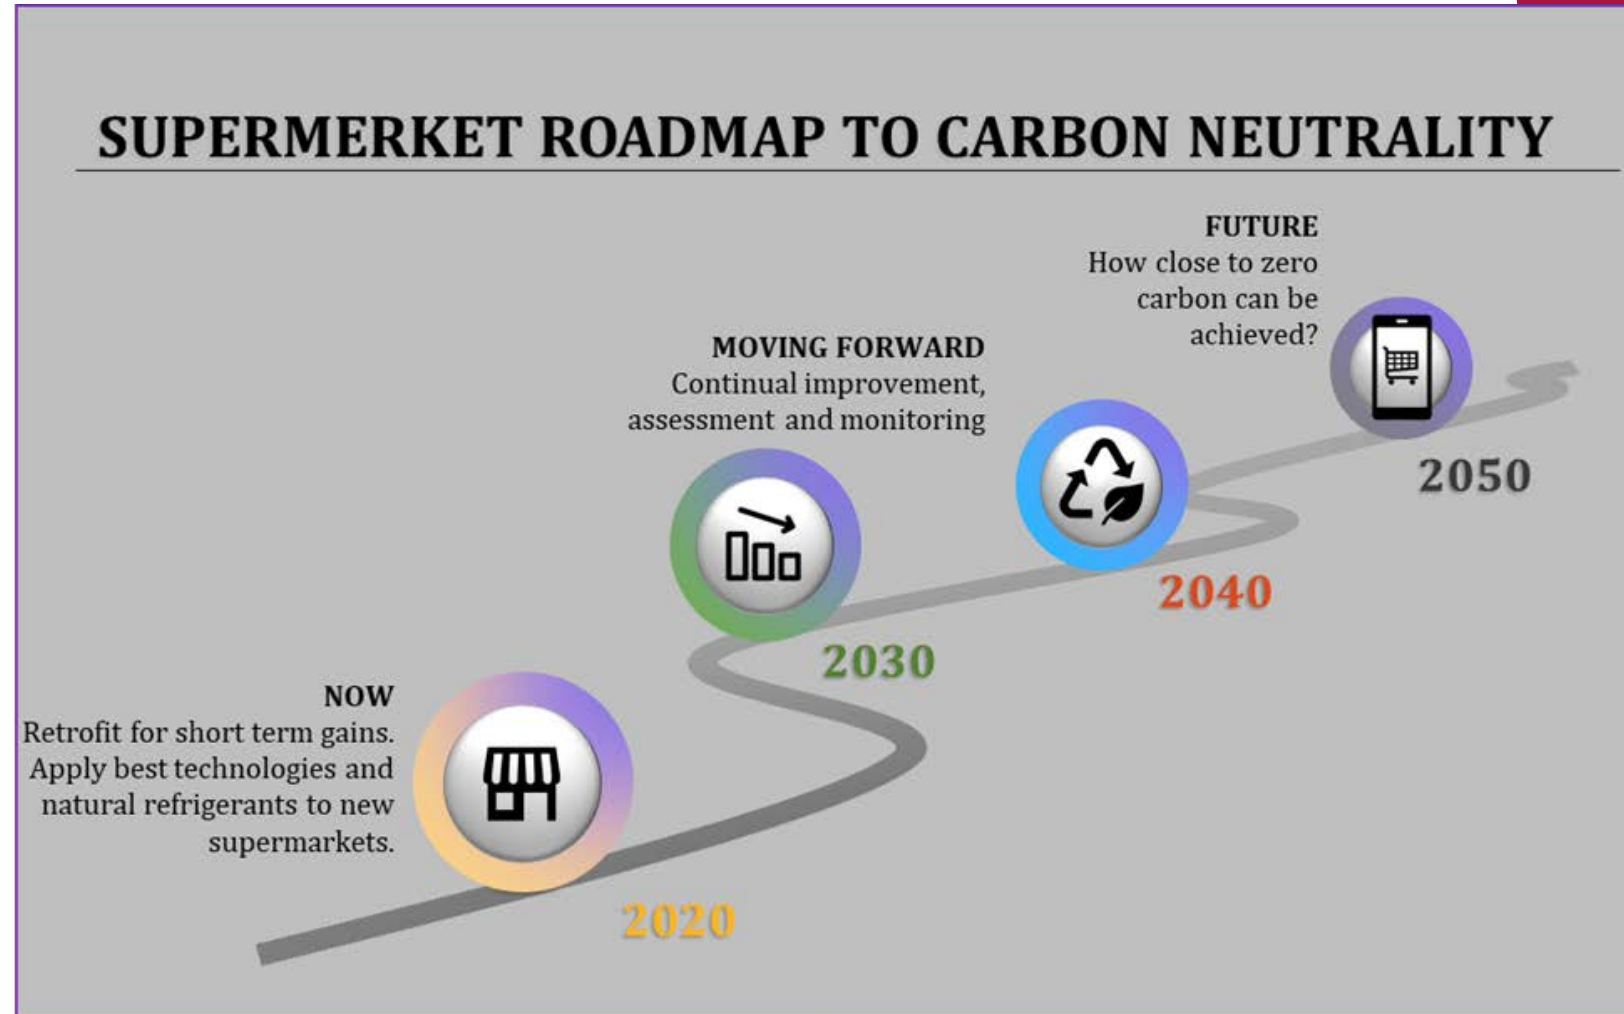 SUPERMERKET ROADMAP TO CARBON NEUTRALITY
FUTURE
How close to zero
carbon can be
achieved?
MOVING FORWARD
Continual improvement,
assessment and monitoring
2050
2040
2030
NOW
Retrofit for short term gains.
Apply best technologies and
natural refrigerants to new
supermarkets.
2020